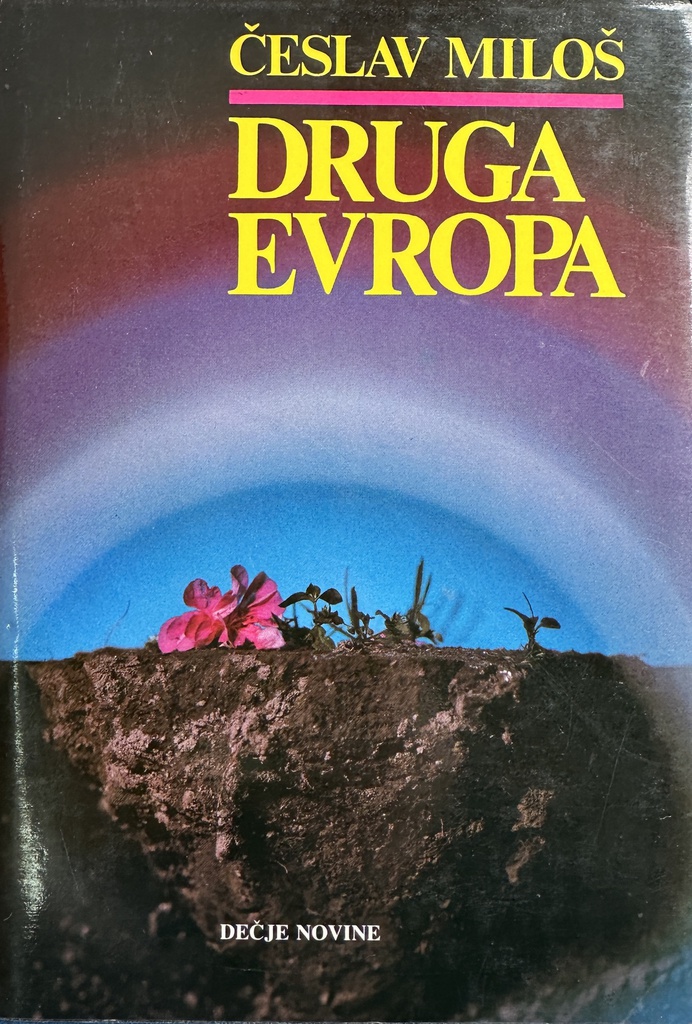 ČESLAV MILOŠ
DRUGA
EVROPA
DEČJE NOVINE